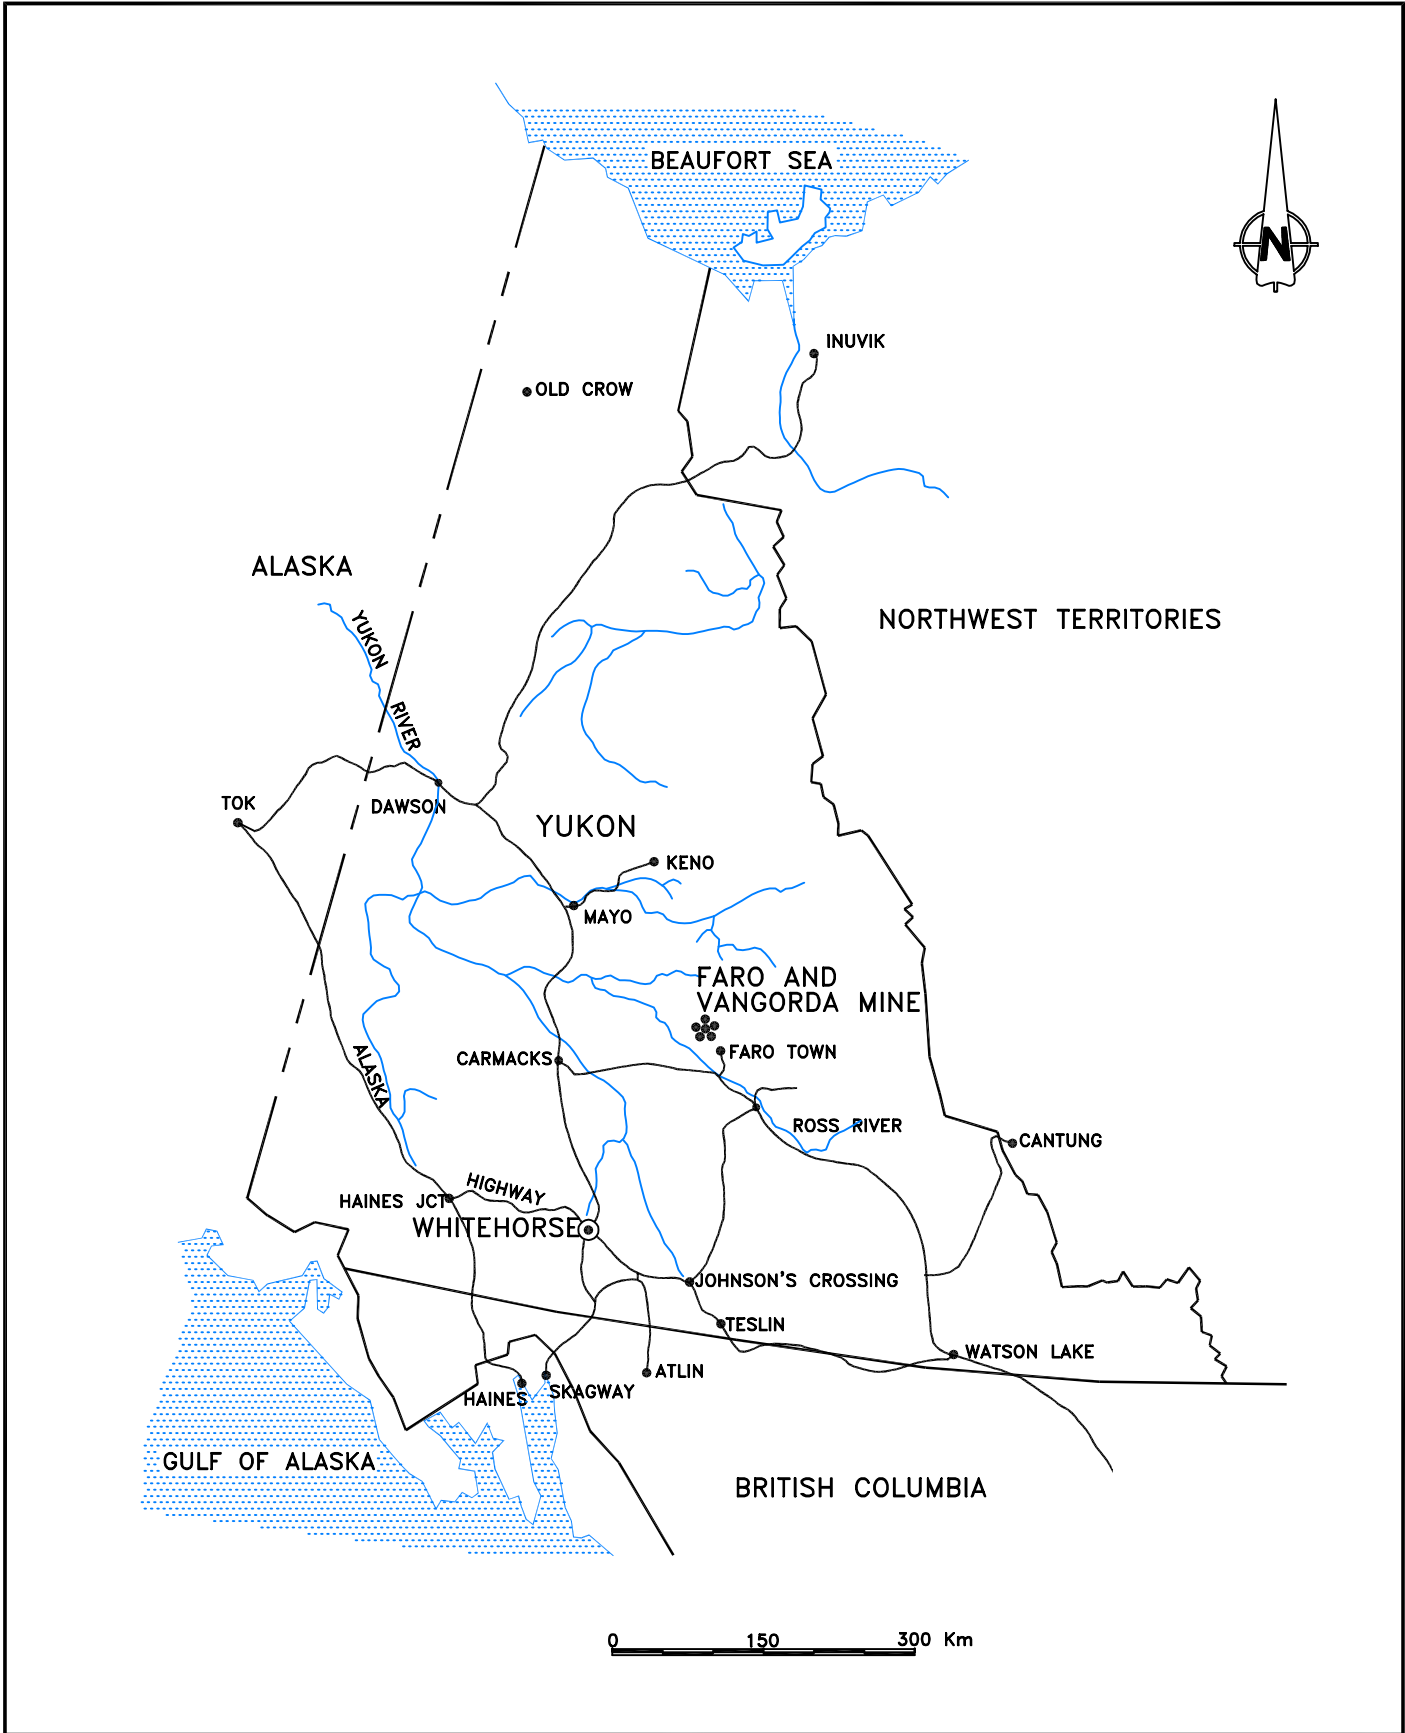 BEAUFORT SEA
N
INUVIK
OLD CROW
ALASKA
YUKON
RIVER
NORTHWEST TERRITORIES
TOK
DAWSON
YUKON
KENO
MAYO
FARO AND
VANGORDA MINE
FARO TOWN
CARMACKS
ALASKA
ROSS RIVER
CANTUNG
HIGHWAY
HAINES JCT
WHITEHORSE
JOHNSON'S CROSSING
TESLIN
WATSON LAKE
ATLIN
SKAGWAY
HAINES
GULF OF ALASKA
BRITISH COLUMBIA
0 150 300 Km